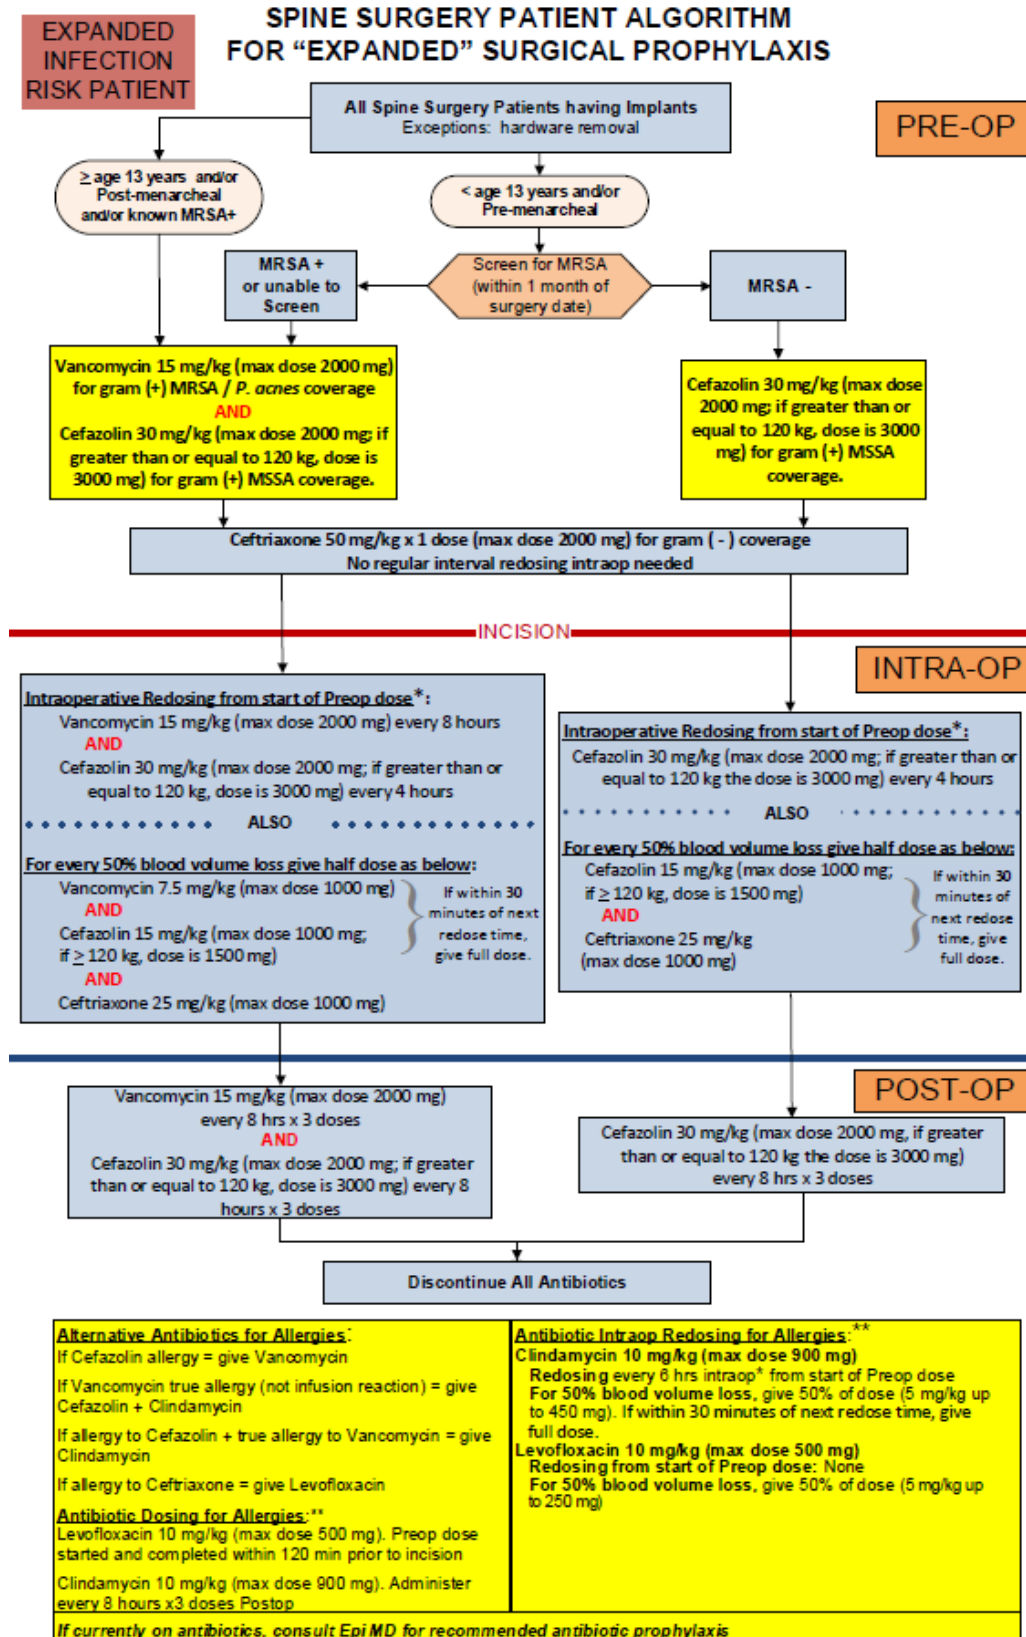 EXPANDED
INFECTION
RISK PATIENT
SPINE SURGERY PATIENT ALGORITHM
FOR “EXPANDED” SURGICAL PROPHYLAXIS
All Spine Surgery Patients having Implants
Exceptions: hardware removal
PRE-OP
≥ age 13 years and/or
Post-menarcheal
and/or known MRSA+
< age 13 years and/or
Pre-menarcheal
MRSA +
or unable to
Screen
Screen for MRSA
(within 1 month of
surgery date)
MRSA -
Vancomycin 15 mg/kg (max dose 2000 mg)
for gram (+) MRSA / P. acnes coverage
AND
Cefazolin 30 mg/kg (max dose 2000 mg; if
greater than or equal to 120 kg, dose is
3000 mg) for gram (+) MSSA coverage.
Cefazolin 30 mg/kg (max dose
2000 mg; if greater than or
equal to 120 kg, dose is 3000
mg) for gram (+) MSSA
coverage.
Ceftriaxone 50 mg/kg x 1 dose (max dose 2000 mg) for gram ( - ) coverage
No regular interval redosing intraop needed
INCISION
INTRA-OP
Intraoperative Redosing from start of Preop dose*:
Vancomycin 15 mg/kg (max dose 2000 mg) every 8 hours
AND
Cefazolin 30 mg/kg (max dose 2000 mg; if greater than or
equal to 120 kg, dose is 3000 mg) every 4 hours
ALSO
For every 50% blood volume loss give half dose as below:
Vancomycin 7.5 mg/kg (max dose 1000 mg)
AND
Cefazolin 15 mg/kg (max dose 1000 mg;
if ≥ 120 kg, dose is 1500 mg)
AND
Ceftriaxone 25 mg/kg (max dose 1000 mg)
If within 30
minutes of next
redose time,
give full dose.
Intraoperative Redosing from start of Preop dose*:
Cefazolin 30 mg/kg (max dose 2000 mg; if greater than or
equal to 120 kg the dose is 3000 mg) every 4 hours
ALSO
For every 50% blood volume loss give half dose as below:
Cefazolin 15 mg/kg (max dose 1000 mg;
if ≥ 120 kg, dose is 1500 mg)
AND
Ceftriaxone 25 mg/kg
(max dose 1000 mg)
If within 30
minutes of
next redose
time, give
full dose.
POST-OP
Vancomycin 15 mg/kg (max dose 2000 mg)
every 8 hrs x 3 doses
AND
Cefazolin 30 mg/kg (max dose 2000 mg; if greater
than or equal to 120 kg, dose is 3000 mg) every 8
hours x 3 doses
Cefazolin 30 mg/kg (max dose 2000 mg, if greater
than or equal to 120 kg the dose is 3000 mg)
every 8 hrs x 3 doses
Discontinue All Antibiotics
Alternative Antibiotics for Allergies:
If Cefazolin allergy = give Vancomycin
If Vancomycin true allergy (not infusion reaction) = give
Cefazolin + Clindamycin
If allergy to Cefazolin + true allergy to Vancomycin = give
Clindamycin
If allergy to Ceftriaxone = give Levofloxacin
Antibiotic Dosing for Allergies:**
Levofloxacin 10 mg/kg (max dose 500 mg). Preop dose
started and completed within 120 min prior to incision
Clindamycin 10 mg/kg (max dose 900 mg). Administer
every 8 hours x3 doses Postop
Antibiotic Intraop Redosing for Allergies:**
Clindamycin 10 mg/kg (max dose 900 mg)
Redosing every 6 hrs intraop* from start of Preop dose
For 50% blood volume loss, give 50% of dose (5 mg/kg up
to 450 mg). If within 30 minutes of next redose time, give
full dose.
Levofloxacin 10 mg/kg (max dose 500 mg)
Redosing from start of Preop dose: None
For 50% blood volume loss, give 50% of dose (5 mg/kg up
to 250 mg)
If currently on antibiotics, consult Epi MD for recommended antibiotic prophylaxis